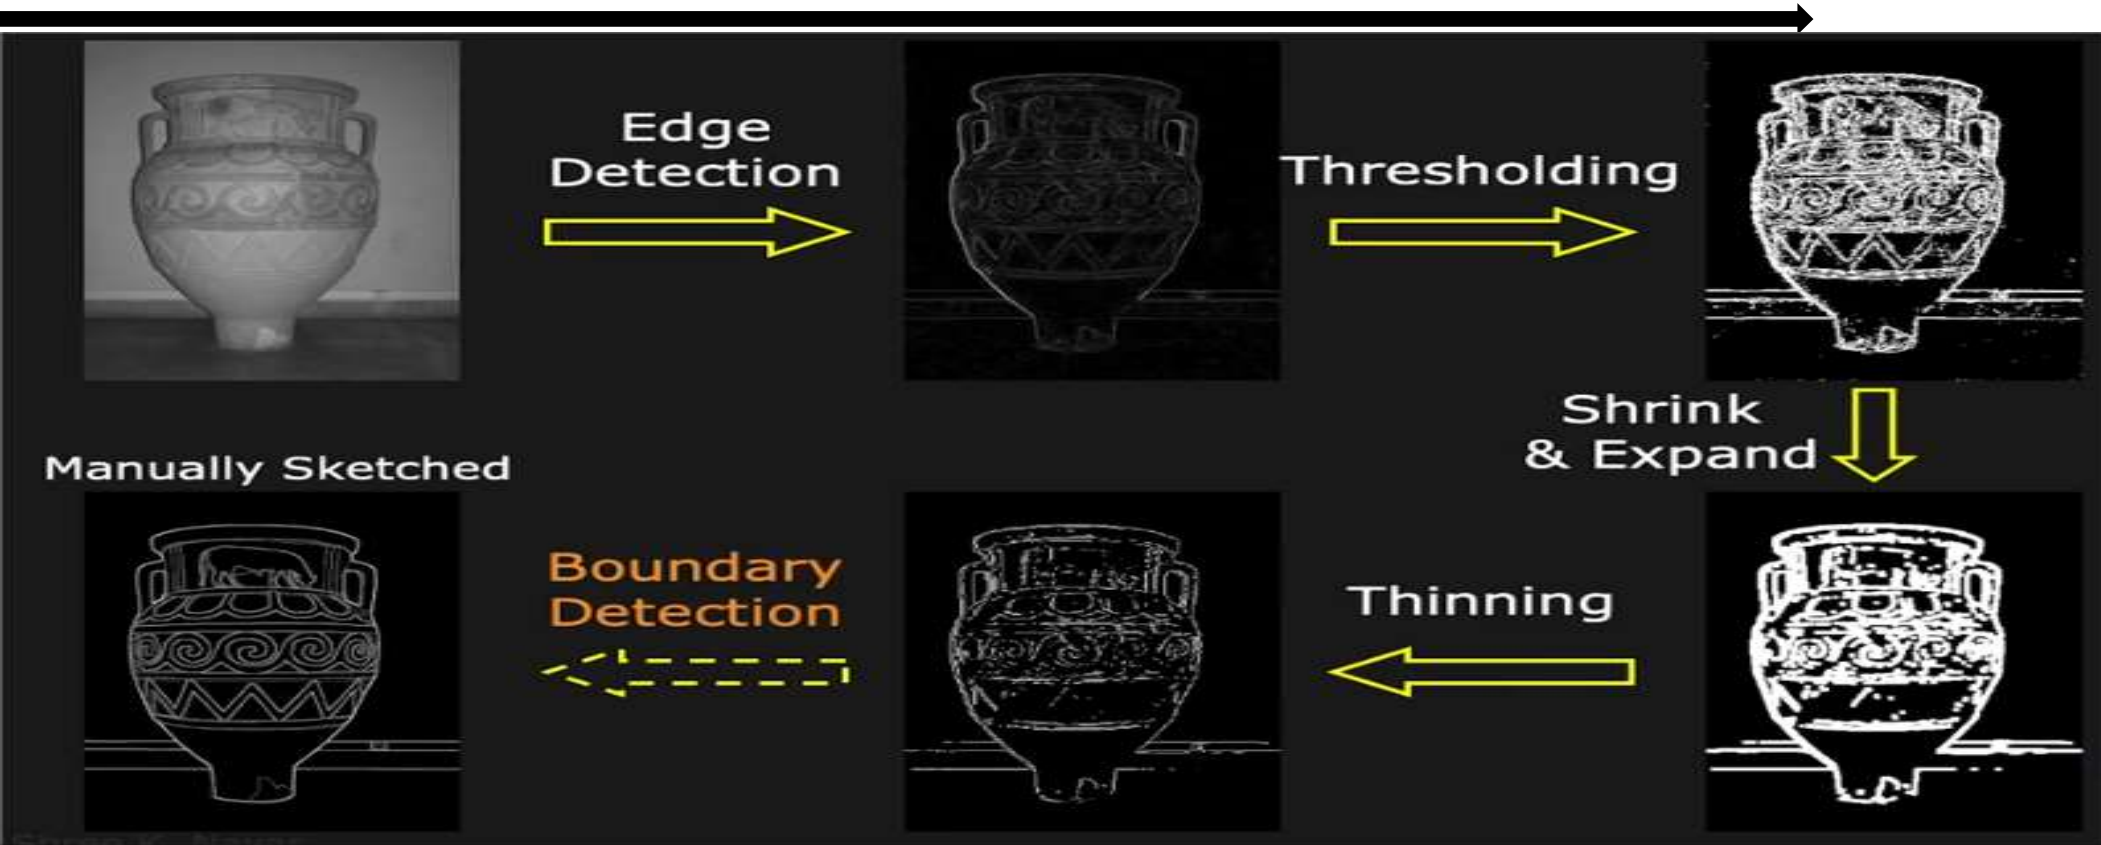 Edge
Detection
Thresholding
Shrink
& Expand
Manually Sketched
Boundary
Detection
Thinning